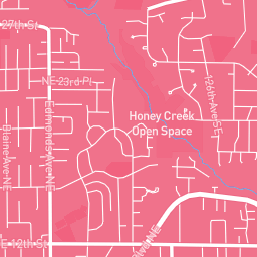 27th St
NE 23rd Pl
126th Ave SE
Honey Creek
Open Space
Edmonds Ave NE
Blaine Ave NE
E 12th St
NE